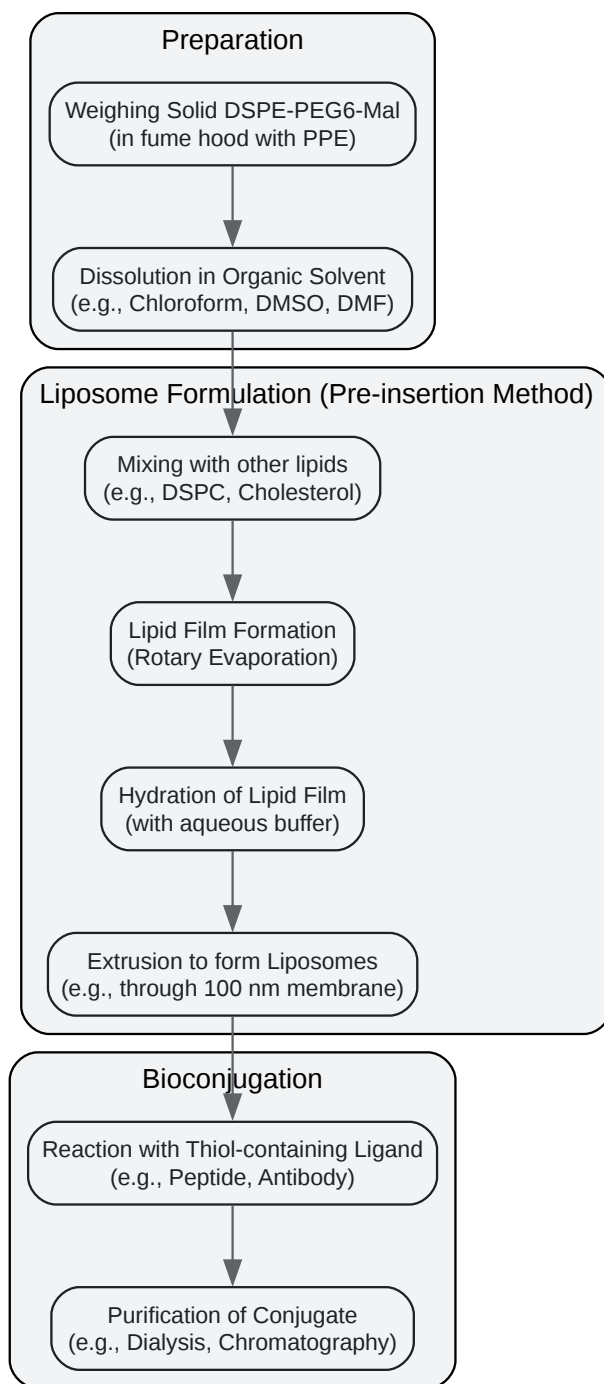 Preparation
Weighing Solid DSPE-PEG6-Mal
(in fume hood with PPE)
Dissolution in Organic Solvent
(e.g., Chloroform, DMSO, DMF)
Liposome Formulation (Pre-insertion Method)
Mixing with other lipids
(e.g., DSPC, Cholesterol)
Lipid Film Formation
(Rotary Evaporation)
Hydration of Lipid Film
(with aqueous buffer)
Extrusion to form Liposomes
(e.g., through 100 nm membrane)
Bioconjugation
Reaction with Thiol-containing Ligand
(e.g., Peptide, Antibody)
Purification of Conjugate
(e.g., Dialysis, Chromatography)